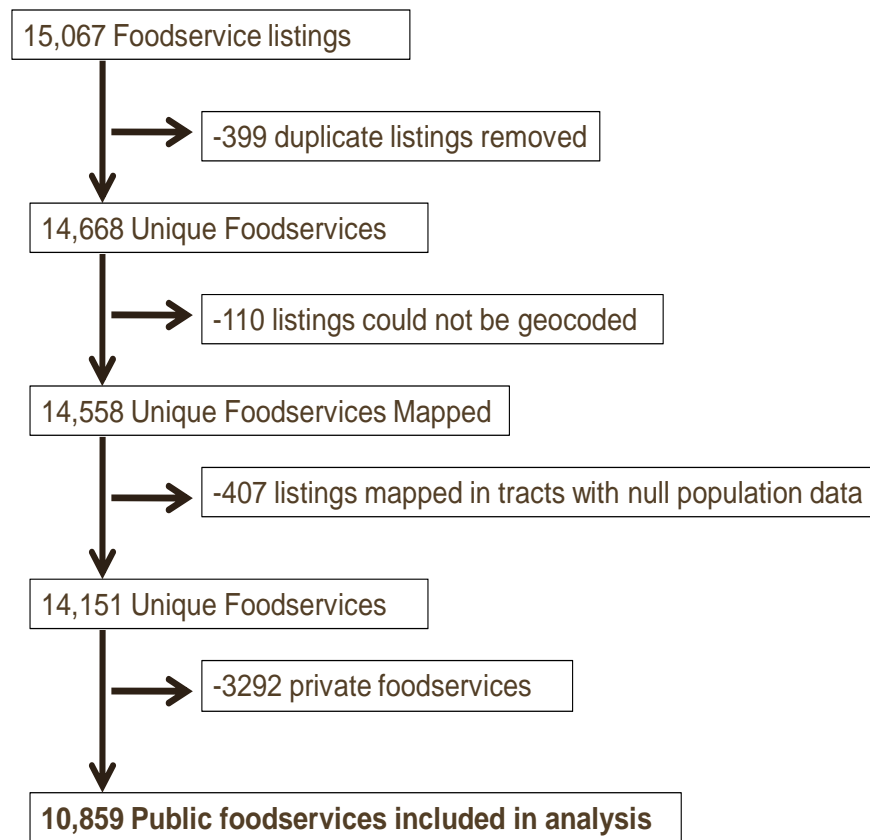 15,067 Foodservice listings
-399 duplicate listings removed
14,668 Unique Foodservices
-110 listings could not be geocoded
14,558 Unique Foodservices Mapped
-407 listings mapped in tracts with null population data
14,151 Unique Foodservices
-3292 private foodservices
10,859 Public foodservices included in analysis